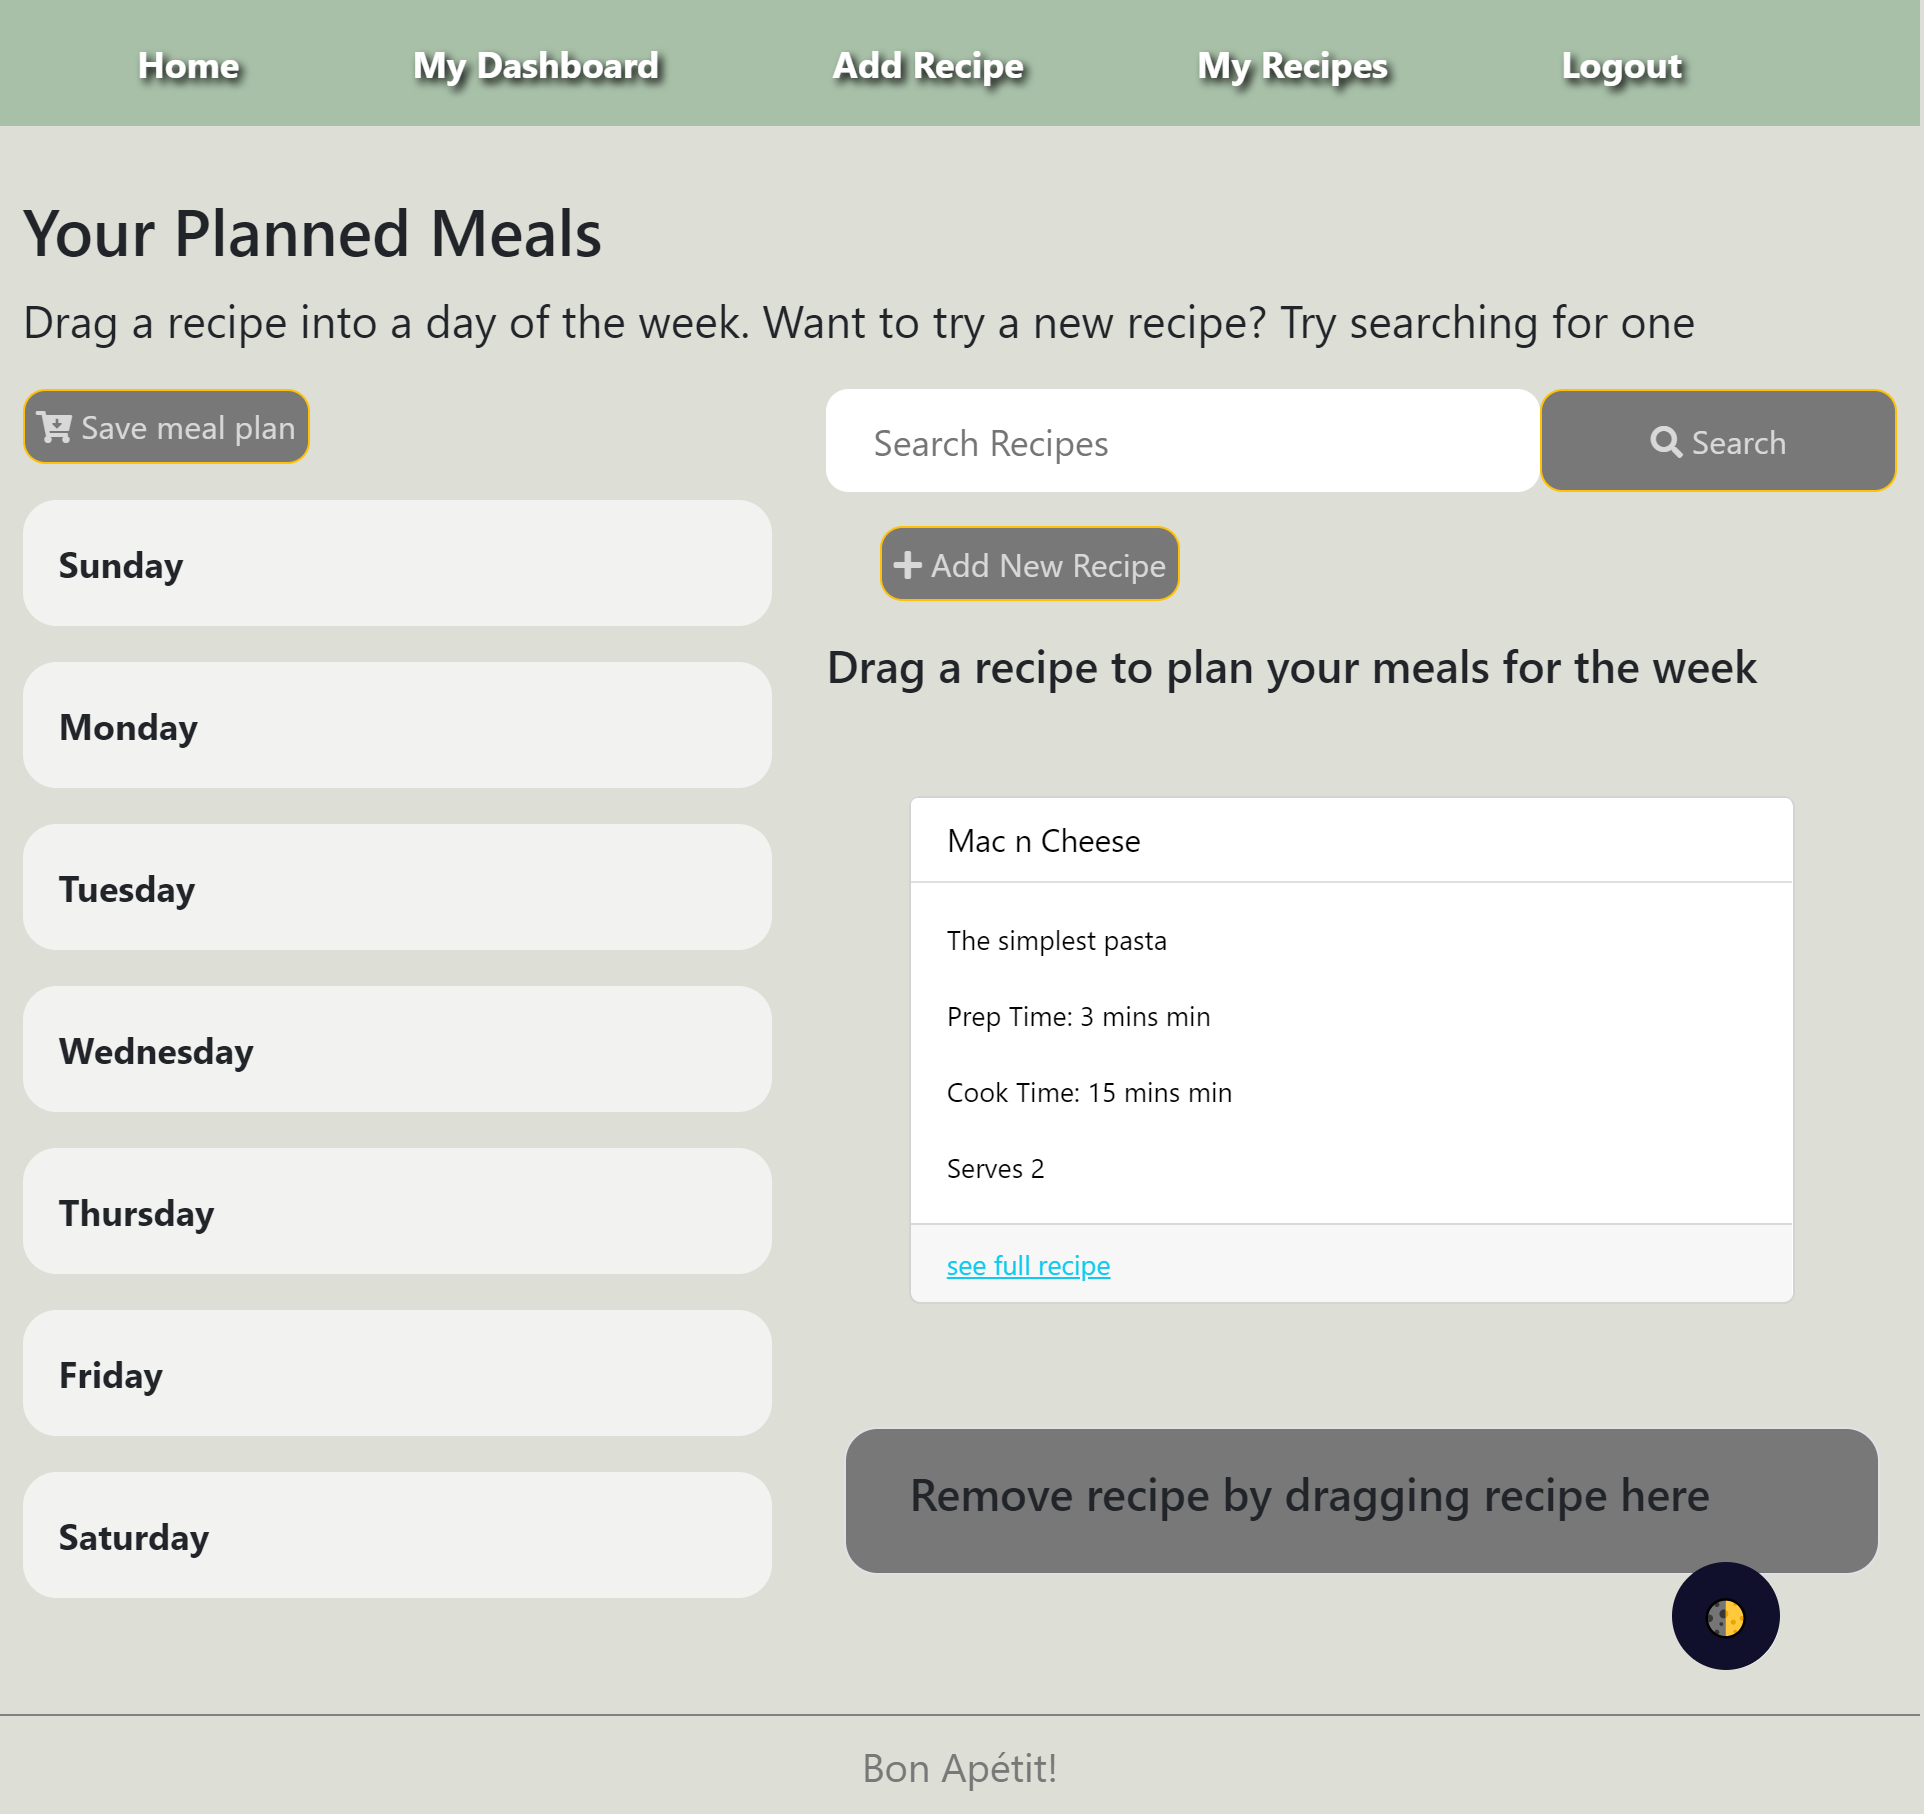 Home My Dashboard Add Recipe My Recipes Logout
Your Planned Meals
Drag a recipe into a day of the week. Want to try a new recipe? Try searching for one
Save meal plan
Sunday
Monday
Tuesday
Wednesday
Thursday
Friday
Saturday
Search Recipes
Search
Add New Recipe
Drag a recipe to plan your meals for the week
Mac n Cheese
The simplest pasta
Prep Time: 3 mins min
Cook Time: 15 mins min
Serves 2
see full recipe
Remove recipe by dragging recipe here
Bon Apétit!